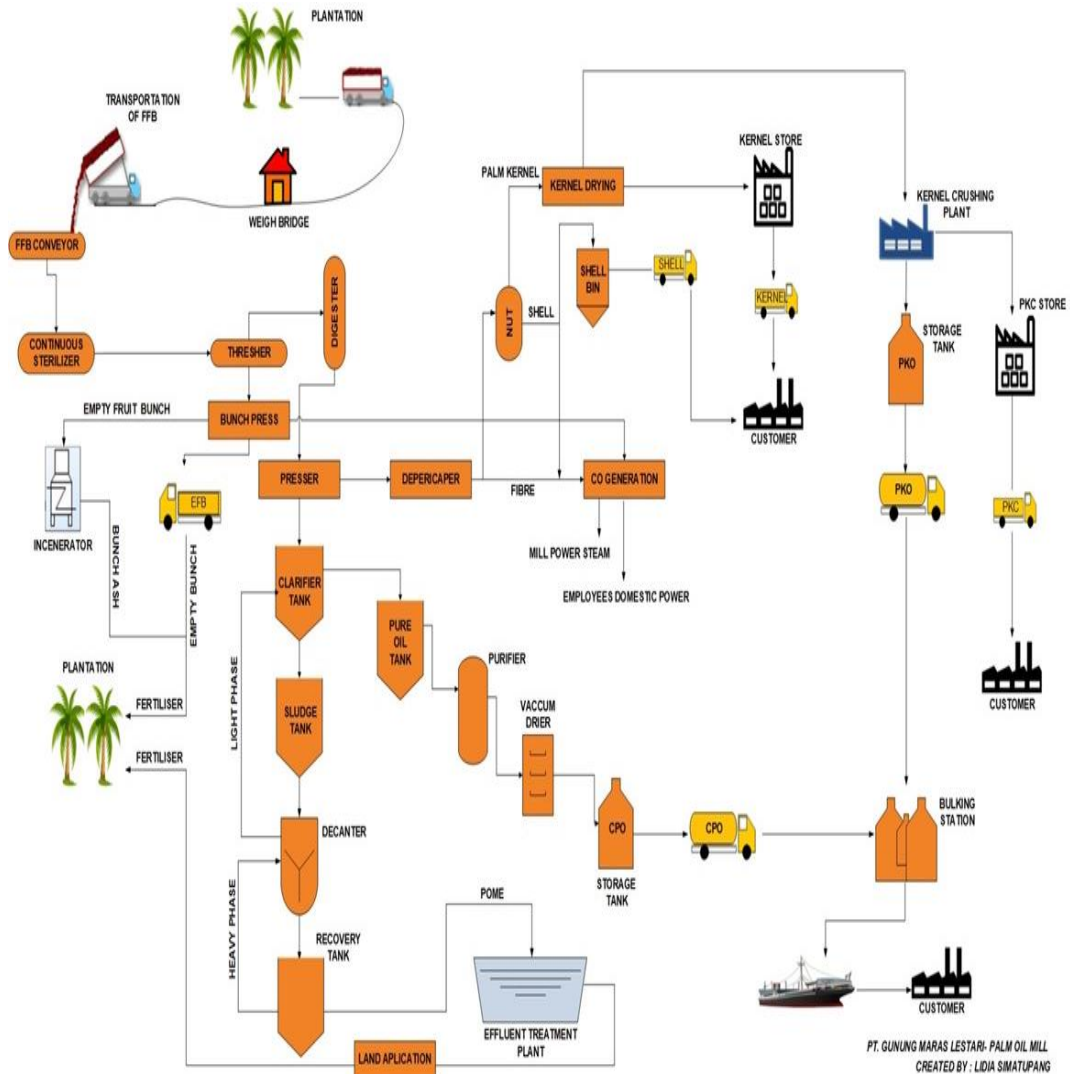 PLANTATION
TRANSPORTATION
OF FFB
WEIGH BRIDGE
FFB CONVEYOR
CONTINUOUS
STERILIZER
THRESHER
DIGESTER
EMPTY FRUIT BUNCH
BUNCH PRESS
INCENERATOR
EFB
BUNCH ASH
EMPTY BUNCH
PLANTATION
FERTILISER
FERTILISER
PRESSER
DEPERICAPER
FIBRE
CO GENERATION
MILL POWER STEAM
EMPLOYEES DOMESTIC POWER
PALM KERNEL
KERNEL DRYING
NUT
SHELL
SHELL
BIN
SHELL
KERNEL STORE
KERNEL
CUSTOMER
KERNEL CRUSHING
PLANT
STORAGE
TANK
PKO
PKO
PKC STORE
PKC
CUSTOMER
CLARIFIER
TANK
PURE
OIL
TANK
PURIFIER
VACCUM
DRIER
LIGHT PHASE
SLUDGE
TANK
DECANTER
HEAVY PHASE
RECOVERY
TANK
POME
EFFLUENT TREATMENT
PLANT
LAND APLICATION
CPO
STORAGE
TANK
CPO
BULKING
STATION
CUSTOMER
PT. GUNUNG MARAS LESTARI- PALM OIL MILL
CREATED BY : LIDIA SIMATUPANG